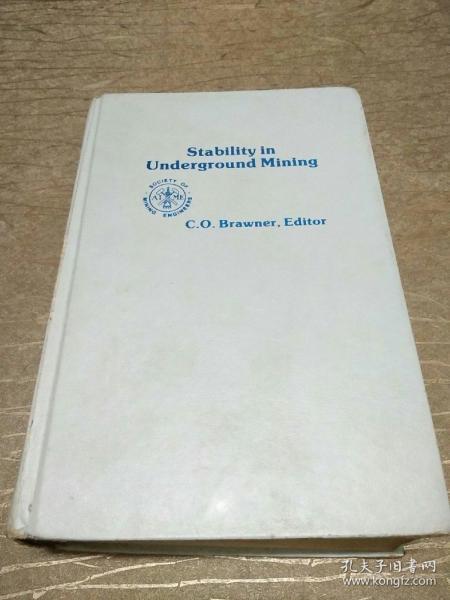 Stability in
Underground Mining
SOCIETY OF
MINING ENGINEERS
AIME
C.O. Brawner, Editor
孔夫子旧书网
www.kongfz.com